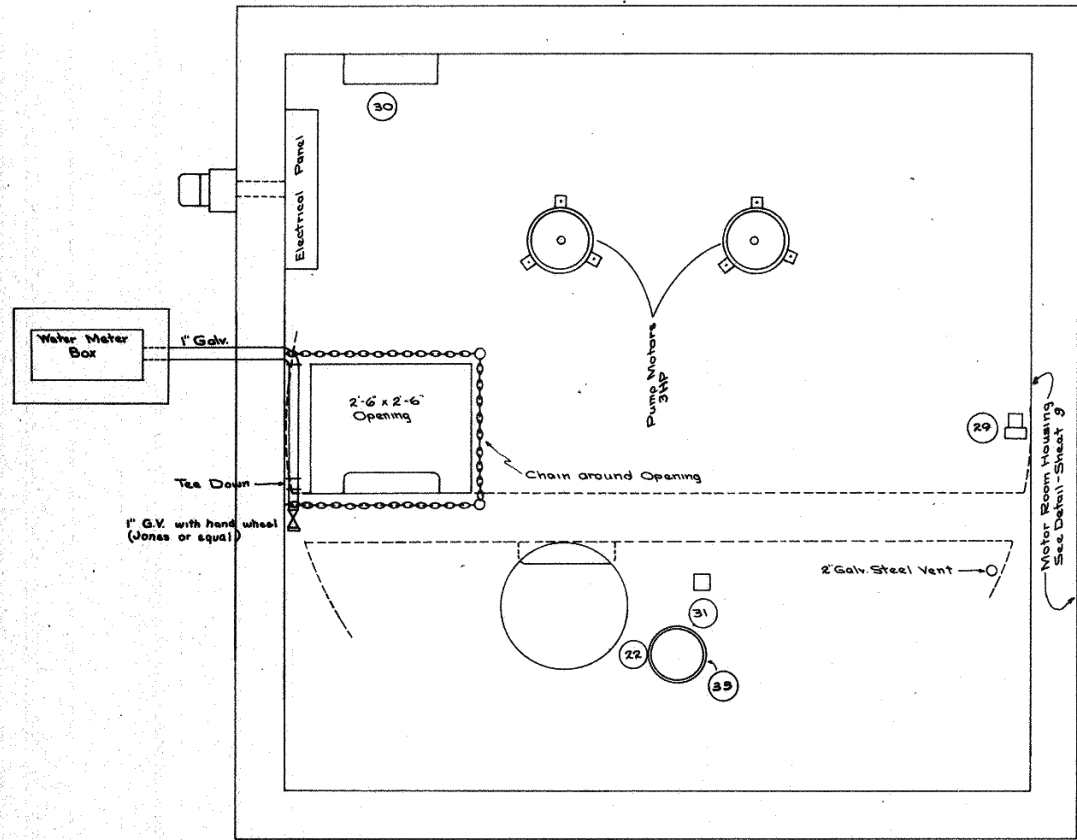 30
Electrical Panel
Water Meter
Box
1" Galv.
2'-6" x 2'-6"
Opening
Pump Motors
3HP
29
Motor Room Housing
See Detail-Sheet 9
Chain around Opening
Tee Down
1" G.V. with hand wheel
(Jones or equal)
2" Galv. Steel Vent
31
22
35